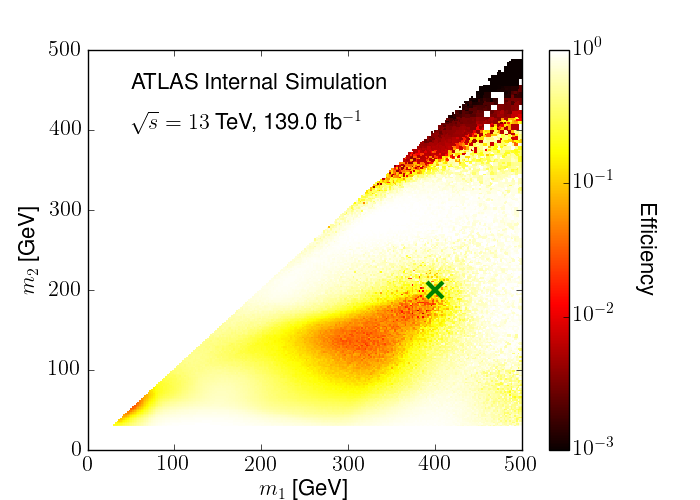 ATLAS Internal Simulation
√s = 13 TeV, 139.0 fb⁻¹
500
400
300
200
100
0
m₂ [GeV]
0 100 200 300 400 500
m₁ [GeV]
10⁰
10⁻¹
10⁻²
10⁻³
Efficiency